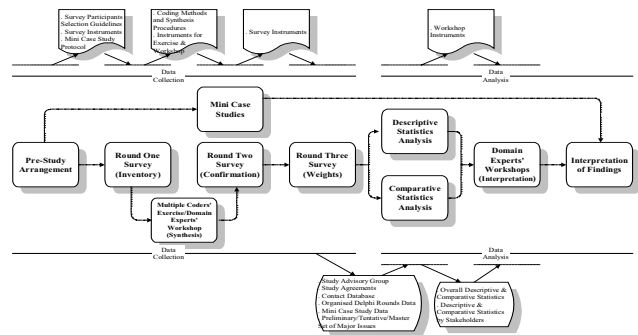 . Survey Participants
Selection Guidelines
. Survey Instruments
. Mini Case Study
Protocol
. Coding Methods and
Synthesis
Procedures
. Instruments for
Exercise &
Workshop
. Survey Instruments
. Workshop
Instruments
Data
Collection
Data
Analysis
Mini Case
Studies
Pre-Study
Arrangement
Round One
Survey
(Inventory)
Multiple Coders'
Exercise/Domain
Experts'
Workshop
(Synthesis)
Round Two
Survey
(Confirmation)
Round Three
Survey
(Weights)
Descriptive
Statistics
Analysis
Comparative
Statistics
Analysis
Domain
Experts'
Workshops
(Interpretation)
Interpretation
of Findings
Data
Collection
Data
Analysis
Study Advisory Group
Study Agreements
. Contact Database
. Organised Delphi Rounds Data
. Mini Case Study Data
Preliminary/Tentative/Master
Set of Major Issues
. Overall Descriptive &
Comparative Statistics
. Descriptive &
Comparative Statistics
by Stakeholders